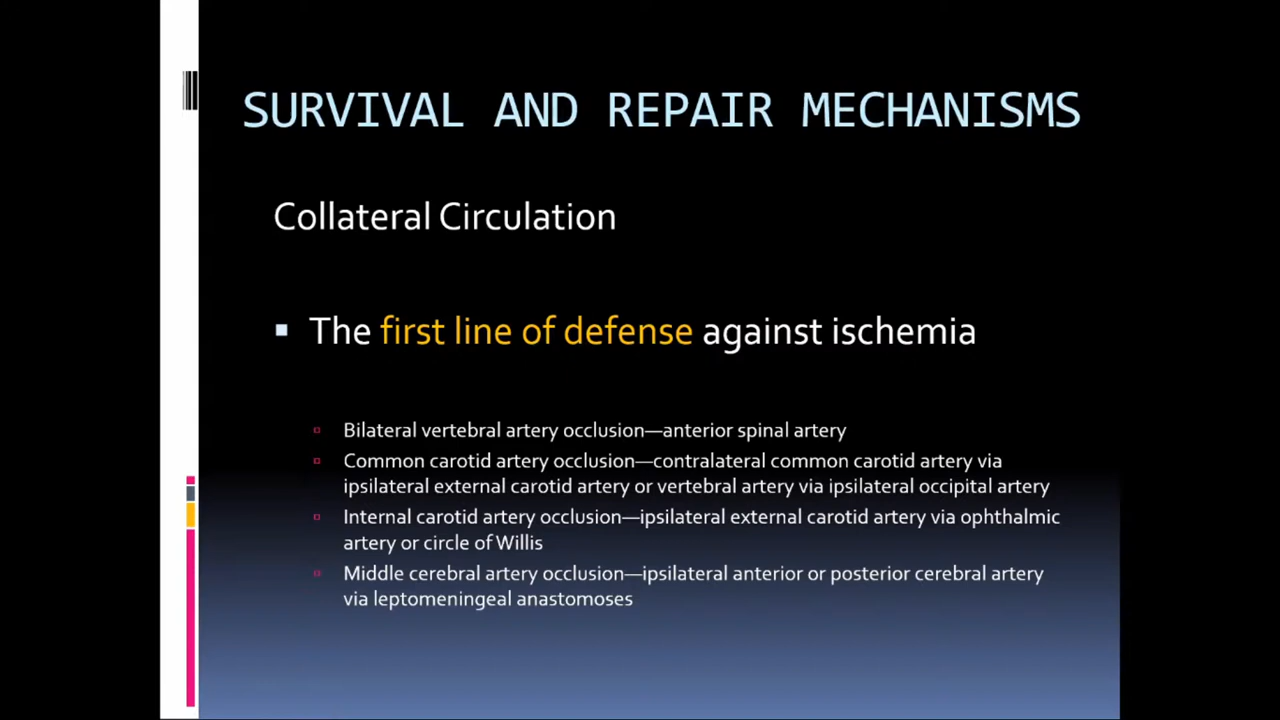 SURVIVAL AND REPAIR MECHANISMS
Collateral Circulation
The first line of defense against ischemia
Bilateral vertebral artery occlusion—anterior spinal artery
Common carotid artery occlusion—contralateral common carotid artery via
ipsilateral external carotid artery or vertebral artery via ipsilateral occipital artery
Internal carotid artery occlusion—ipsilateral external carotid artery via ophthalmic
artery or circle of Willis
Middle cerebral artery occlusion—ipsilateral anterior or posterior cerebral artery
via leptomeningeal anastomoses